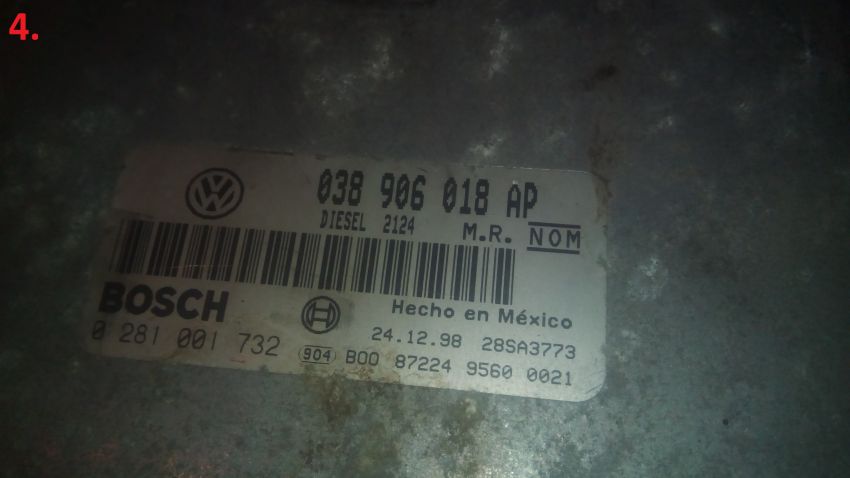 4.
038 906 018 AP
DIESEL 2124
M.R. NOM
BOSCH
Hecho en México
0 281 001 732
24.12.98 28SA3773
904 B00 87224 9560 0021